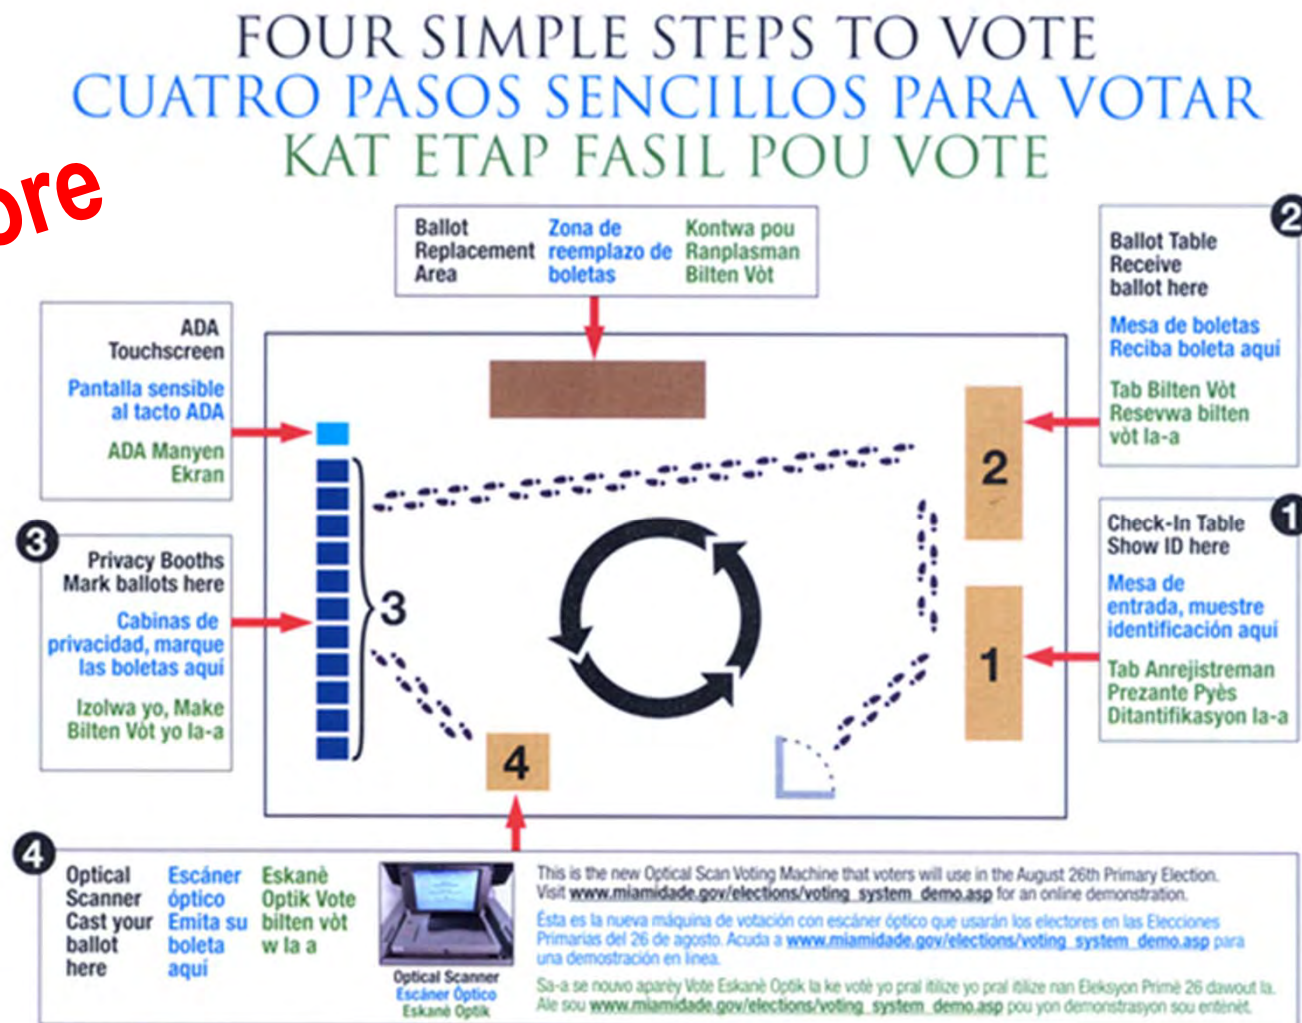 FOUR SIMPLE STEPS TO VOTE
CUATRO PASOS SENCILLOS PARA VOTAR
KAT ETAP FASIL POU VOTE
ore
Ballot
Replacement
Area
Zona de
reemplazo de
boletas
Kontwa pou
Ranplasman
Bilten Vòt
2
Ballot Table
Receive
ballot here
Mesa de boletas
Reciba boleta aquí
Tab Bilten Vòt
Resevwa bilten
vòt la-a
ADA
Touchscreen
Pantalla sensible
al tacto ADA
ADA Manyen
Ekran
2
1
Check-In Table
Show ID here
Mesa de
entrada, muestre
identificación aquí
Tab Anrejistreman
Prezante Pyès
Ditantifikasyon la-a
3
Privacy Booths
Mark ballots here
Cabinas de
privacidad, marque
las boletas aquí
Izolwa yo, Make
Bilten Vòt yo la-a
3
1
4
4
Optical
Scanner
Cast your
ballot
here
Escáner
óptico
Emita su
boleta
aquí
Eskanè
Optik Vote
bilten vòt
w la a
Optical Scanner
Escáner Óptico
Eskanè Optik
This is the new Optical Scan Voting Machine that voters will use in the August 26th Primary Election.
Visit www.miamidade.gov/elections/voting_system_demo.asp for an online demonstration.
Ésta es la nueva máquina de votación con escáner óptico que usarán los electores en las Elecciones
Primarias del 26 de agosto. Acuda a www.miamidade.gov/elections/voting_system_demo.asp para
una demostración en línea.
Sa-a se nouvo aparèy Vote Eskanè Optik la ke votè yo pral itilize yo pral itilize nan Eleksyon Primè 26 dawout la.
Ale sou www.miamidade.gov/elections/voting_system_demo.asp pou yon demonstrasyon sou entènèt.